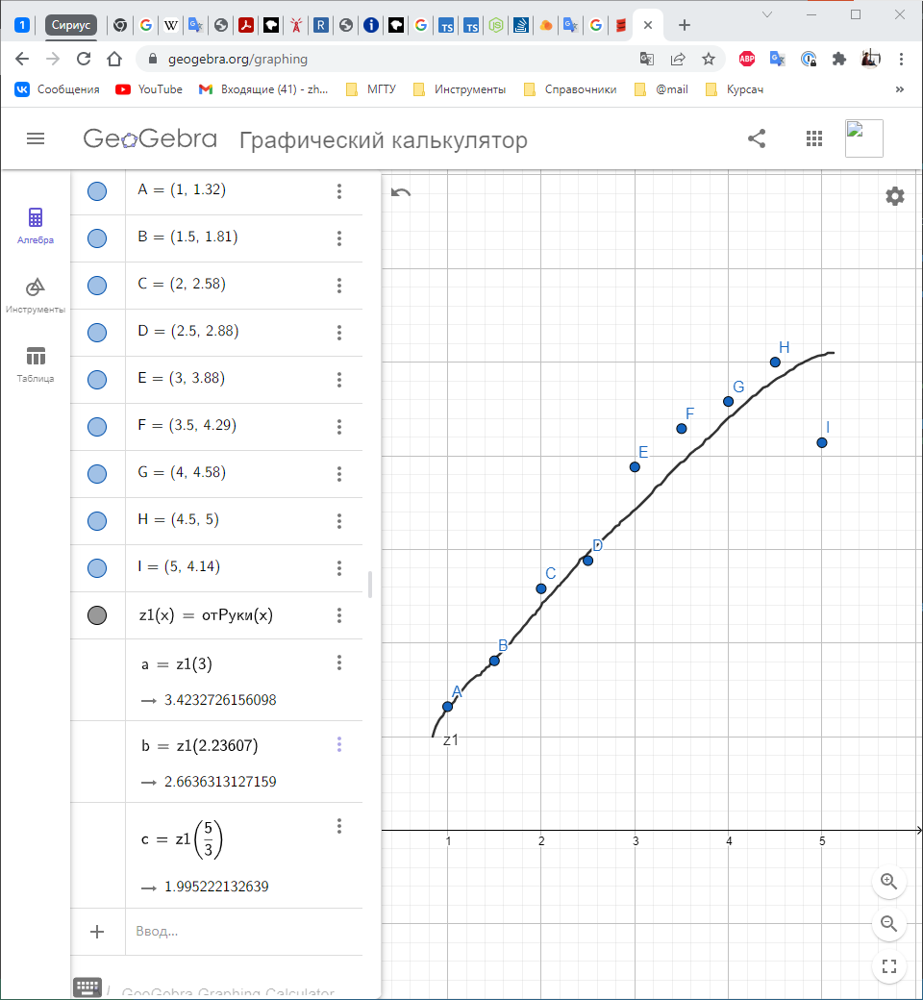 1 Сириус
geogebra.org/graphing
ABP
Сообщения YouTube Входящие (41) - zh... МГТУ Инструменты Справочники @mail Курсач »
GeoGebra Графический калькулятор
Алгебра
Инструменты
Таблица
A = (1, 1.32)
B = (1.5, 1.81)
C = (2, 2.58)
D = (2.5, 2.88)
E = (3, 3.88)
F = (3.5, 4.29)
G = (4, 4.58)
H = (4.5, 5)
I = (5, 4.14)
z1(x) = отРуки(x)
a = z1(3)
→ 3.4232726156098
b = z1(2.23607)
→ 2.6636313127159
c = z1(5/3)
→ 1.995222132639
Ввод...
GeoGebra Graphing Calculator
H
G
F
I
E
D
C
B
A
z1
1 2 3 4 5